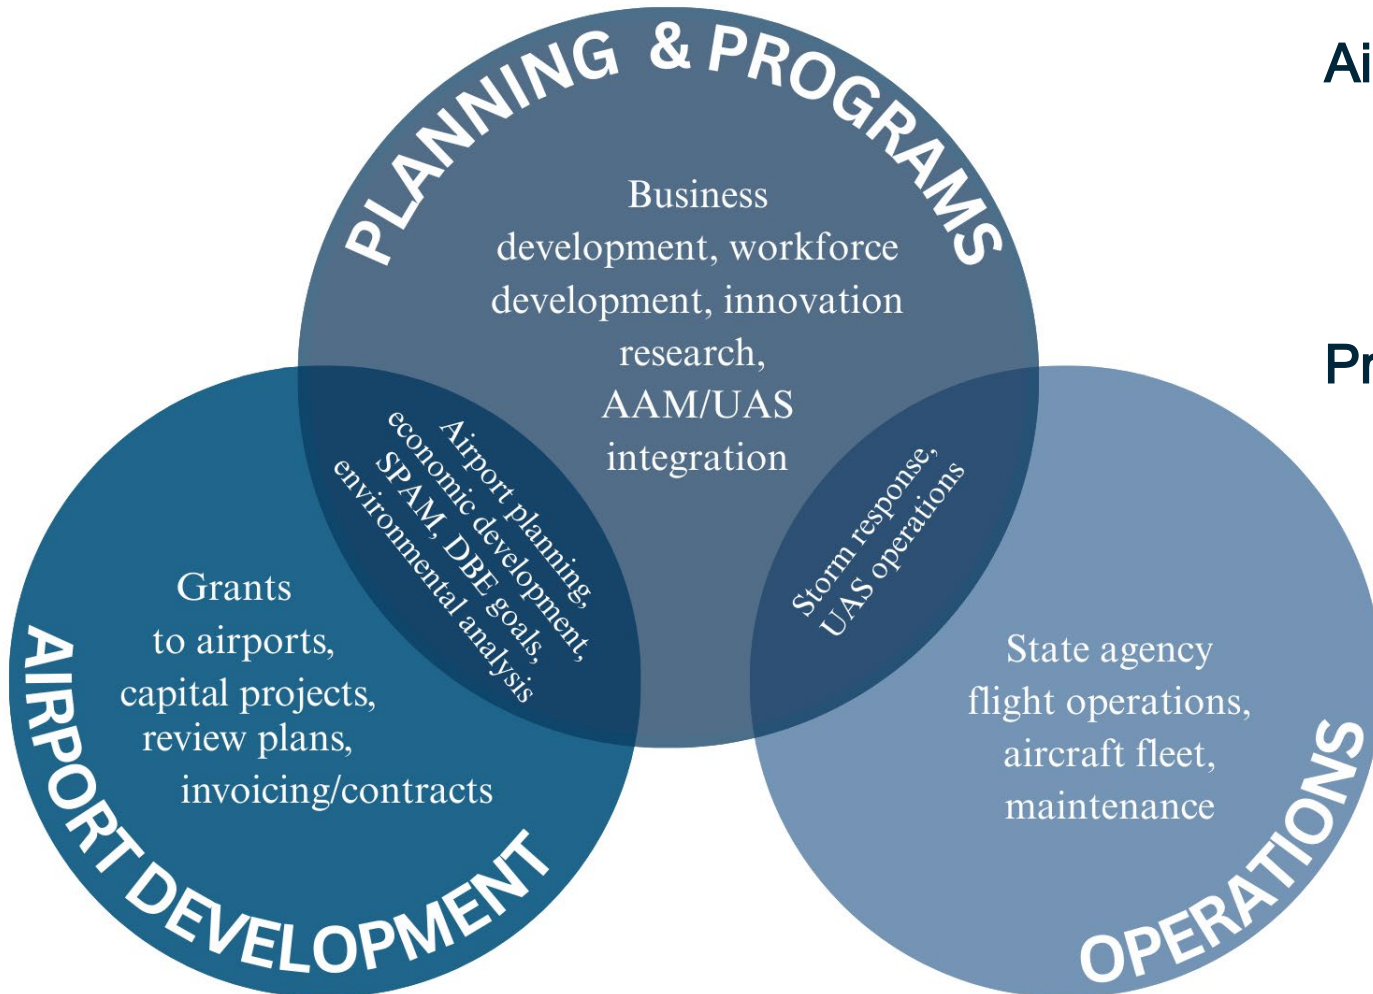 PLANNING & PROGRAMS
Business
development, workforce
development, innovation
research,
AAM/UAS
integration
Airport planning,
economic development,
SPAM, DBE goals,
environmental analysis
Storm response,
UAS operations
Grants
to airports,
capital projects,
review plans,
invoicing/contracts
AIRPORT DEVELOPMENT
State agency
flight operations,
aircraft fleet,
maintenance
OPERATIONS
Ai
Pr